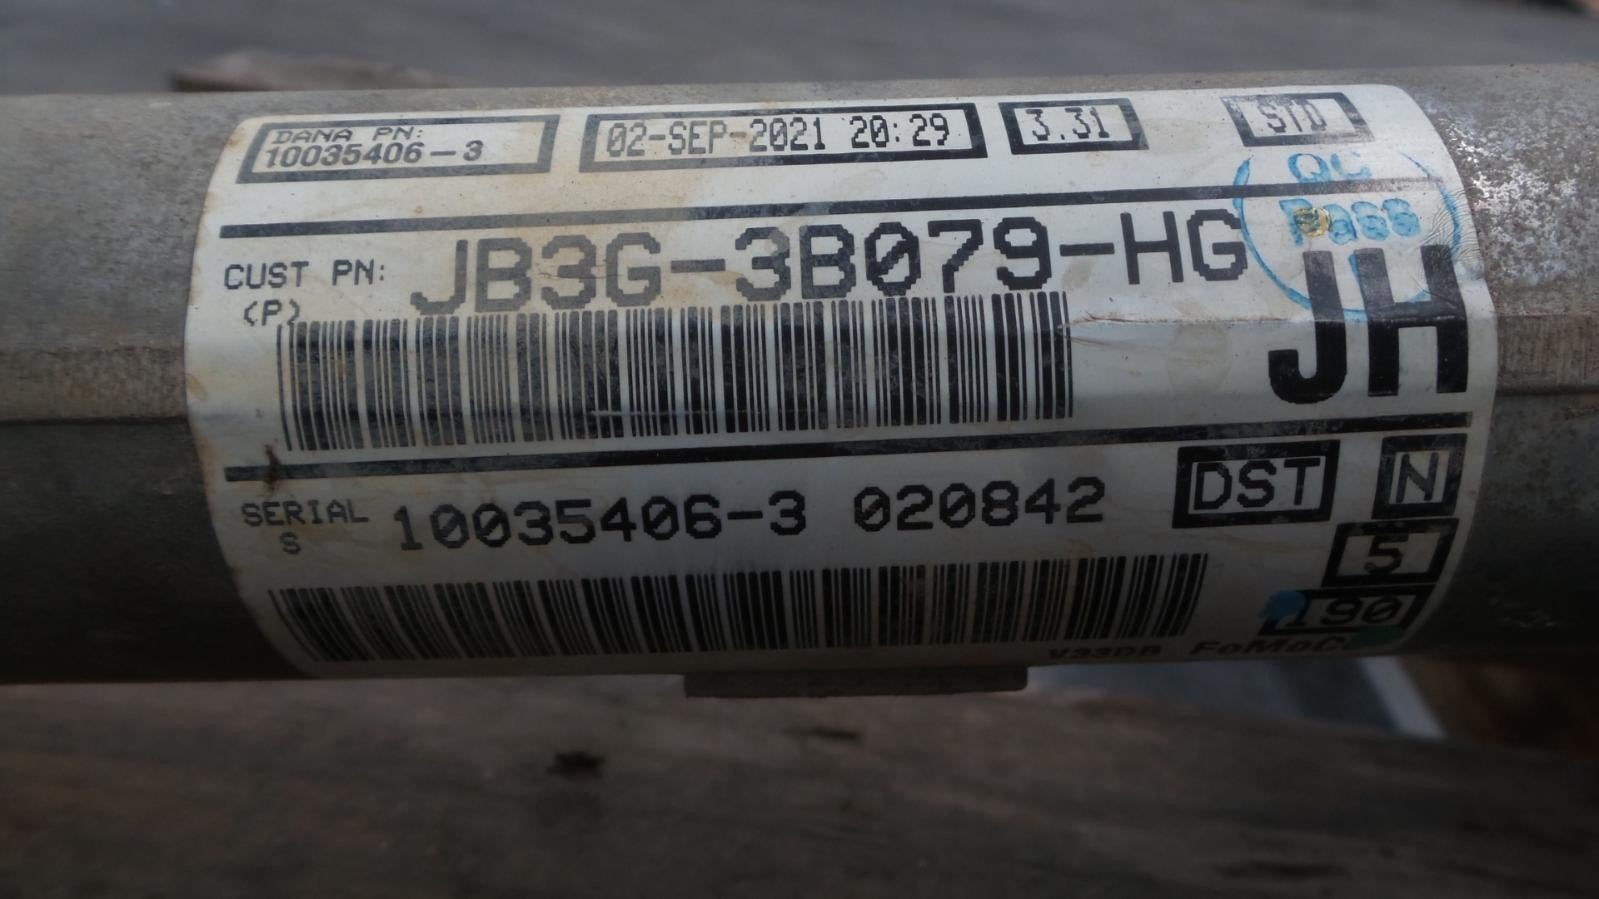 DANA PN:
10035406-3
02-SEP-2021 20:29
3.31
STD
QC
Pass
CUST PN:
(P)
JB3G-3B079-HG
JH
SERIAL
S
10035406-3 020842
DST
N
5
190
V33DB FoMoCo